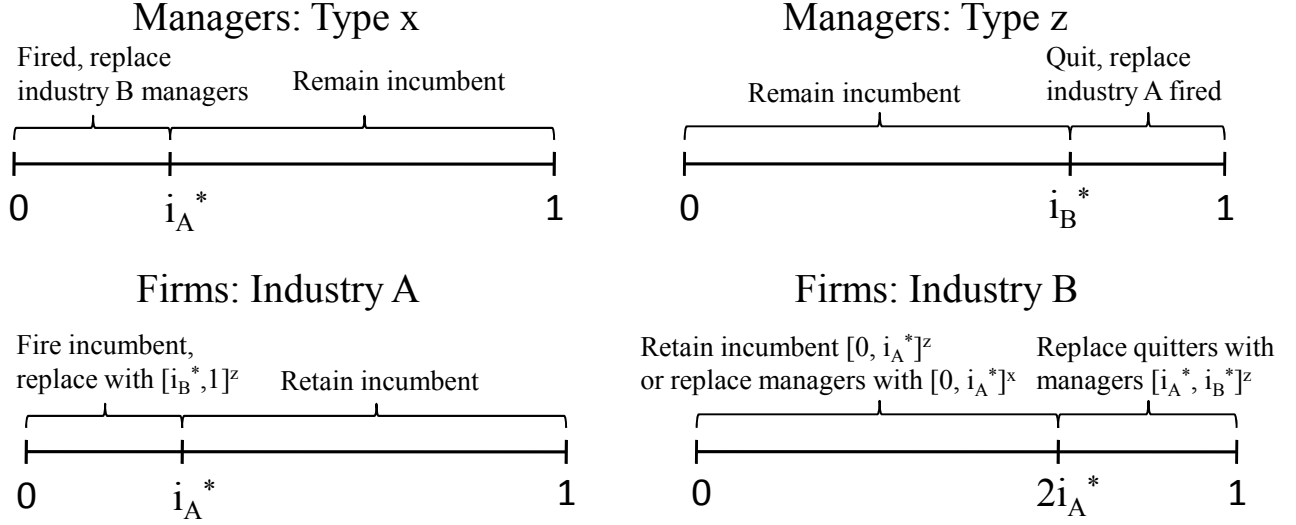 Managers: Type x
Fired, replace
industry B managers
Remain incumbent
0
i_A^*
1
Managers: Type z
Remain incumbent
Quit, replace
industry A fired
0
i_B^*
1
Firms: Industry A
Fire incumbent,
replace with [i_B^*,1]^z
Retain incumbent
0
i_A^*
1
Firms: Industry B
Retain incumbent [0, i_A^*]^z
or replace managers with [0, i_A^*]^x
Replace quitters with
managers [i_A^*, i_B^*]^z
0
2i_A^*
1